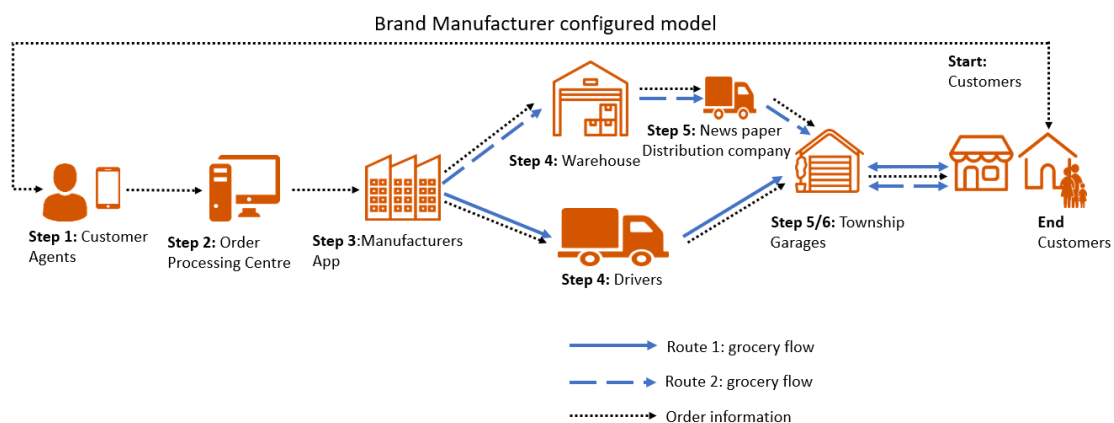 Brand Manufacturer configured model
Start:
Customers
Step 5: News paper
Distribution company
Step 4: Warehouse
Step 1: Customer
Agents
Step 2: Order
Processing Centre
Step 3:Manufacturers
App
Step 4: Drivers
Step 5/6: Township
Garages
End
Customers
Route 1: grocery flow
Route 2: grocery flow
Order information